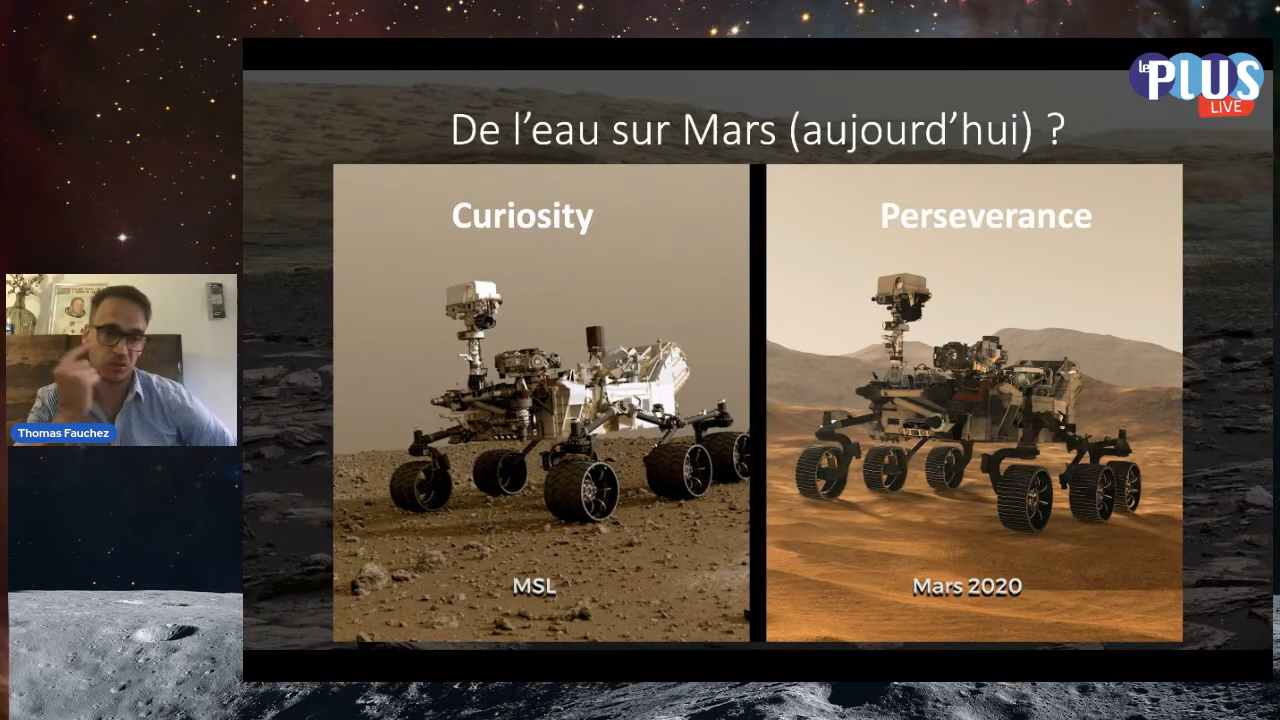 le PLUS
LIVE
De l’eau sur Mars (aujourd’hui) ?
Curiosity
Perseverance
Thomas Fauchez
MSL
Mars 2020